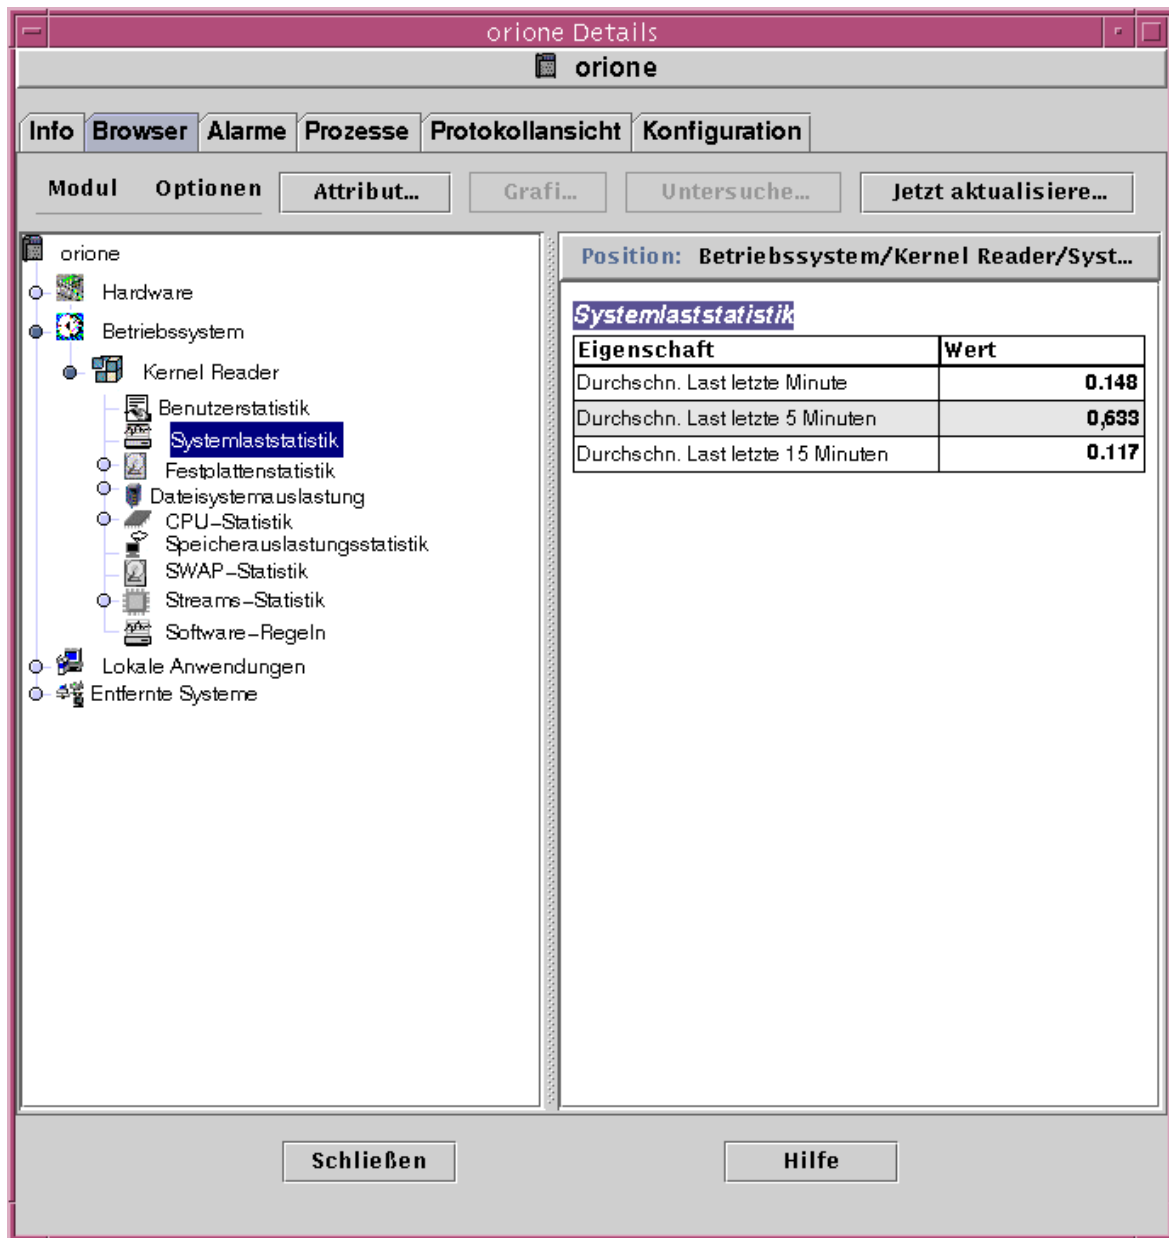 orione Details
orione
Info Browser Alarme Prozesse Protokollansicht Konfiguration
Modul Optionen Attribut... Grafi... Untersuche... Jetzt aktualisiere...
orione
Hardware
Betriebssystem
Kernel Reader
Benutzerstatistik
Systemlaststatistik
Festplattenstatistik
Dateisystemauslastung
CPU-Statistik
Speicherauslastungsstatistik
SWAP-Statistik
Streams-Statistik
Software-Regeln
Lokale Anwendungen
Entfernte Systeme
Position: Betriebssystem/Kernel Reader/Syst...
Systemlaststatistik
Eigenschaft Wert
Durchschn. Last letzte Minute 0.148
Durchschn. Last letzte 5 Minuten 0,633
Durchschn. Last letzte 15 Minuten 0.117
Schließen Hilfe